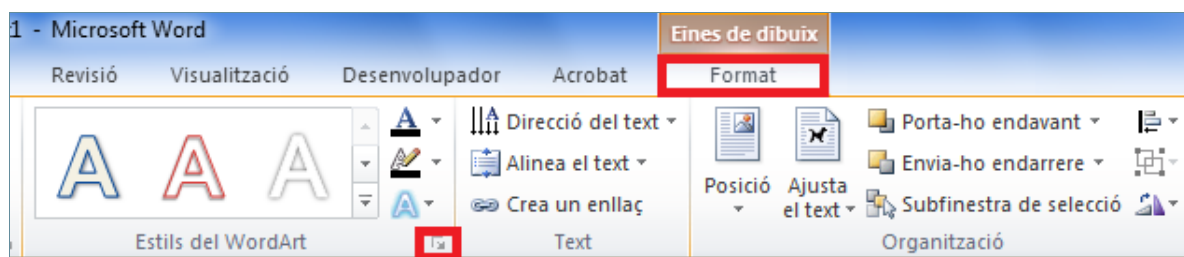 1 - Microsoft Word
Eines de dibuix
Revisió Visualització Desenvolupador Acrobat Format
A A A
A Direcció del text
Alinea el text
A Crea un enllaç
Estils del WordArt
Text
Posició
Ajusta
el text
Porta-ho endavant
Envia-ho endarrere
Subfinestra de selecció
Organització